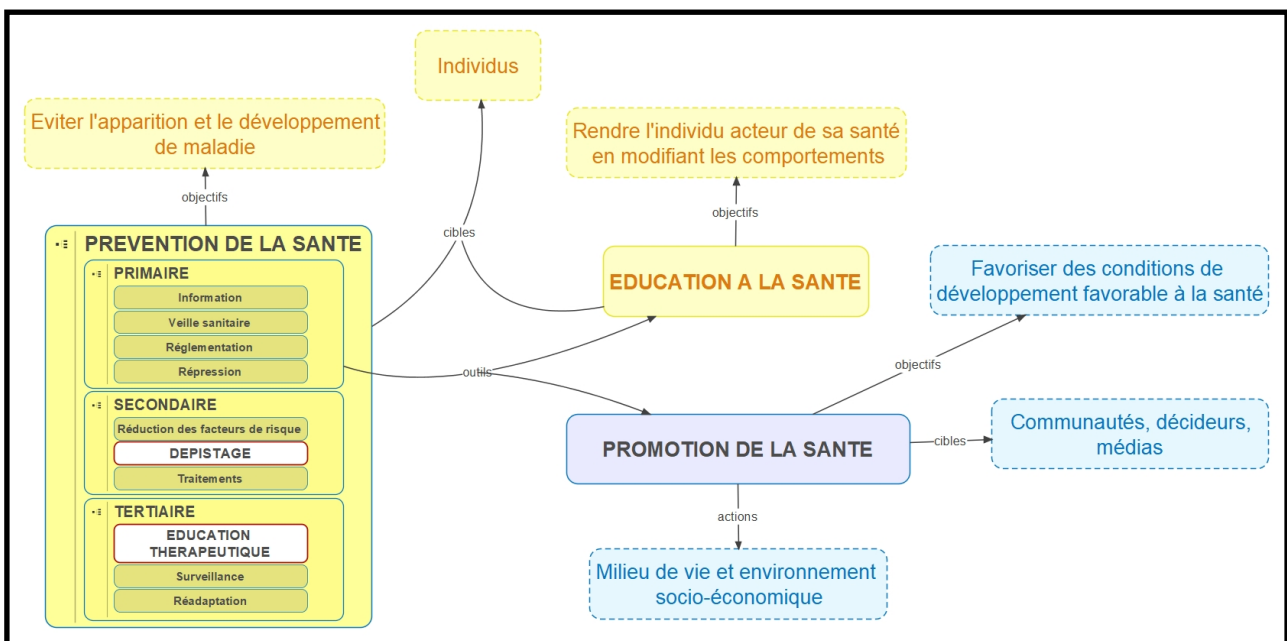 Individus
Eviter l'apparition et le développement
de maladie
Rendre l'individu acteur de sa santé
en modifiant les comportements
objectifs
objectifs
cibles
PREVENTION DE LA SANTE
PRIMAIRE
Information
Veille sanitaire
Réglementation
Répression
SECONDAIRE
Réduction des facteurs de risque
DEPISTAGE
Traitements
TERTIAIRE
EDUCATION
THERAPEUTIQUE
Surveillance
Réadaptation
EDUCATION A LA SANTE
outils
Favoriser des conditions de
développement favorable à la santé
objectifs
PROMOTION DE LA SANTE
cibles
Communautés, décideurs,
médias
actions
Milieu de vie et environnement
socio-économique